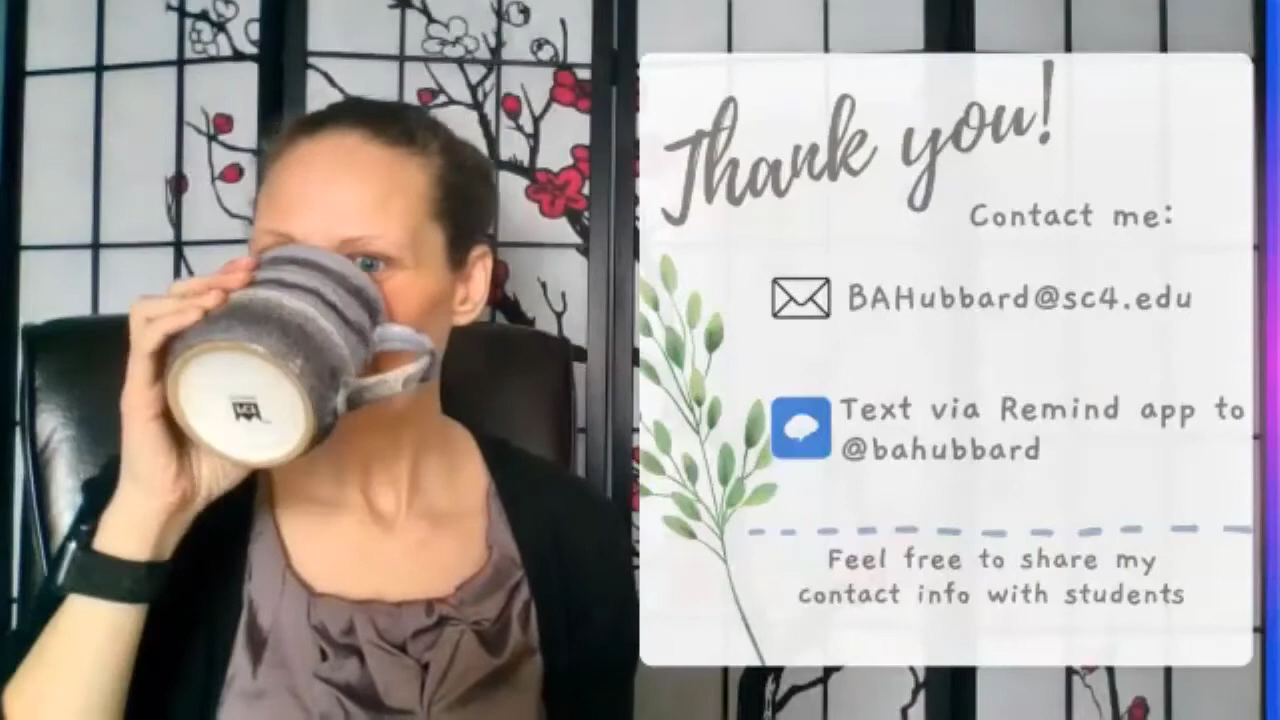 Thank you!
Contact me:
BAHubbard@sc4.edu
Text via Remind app to
@bahubbard
Feel free to share my
contact info with students